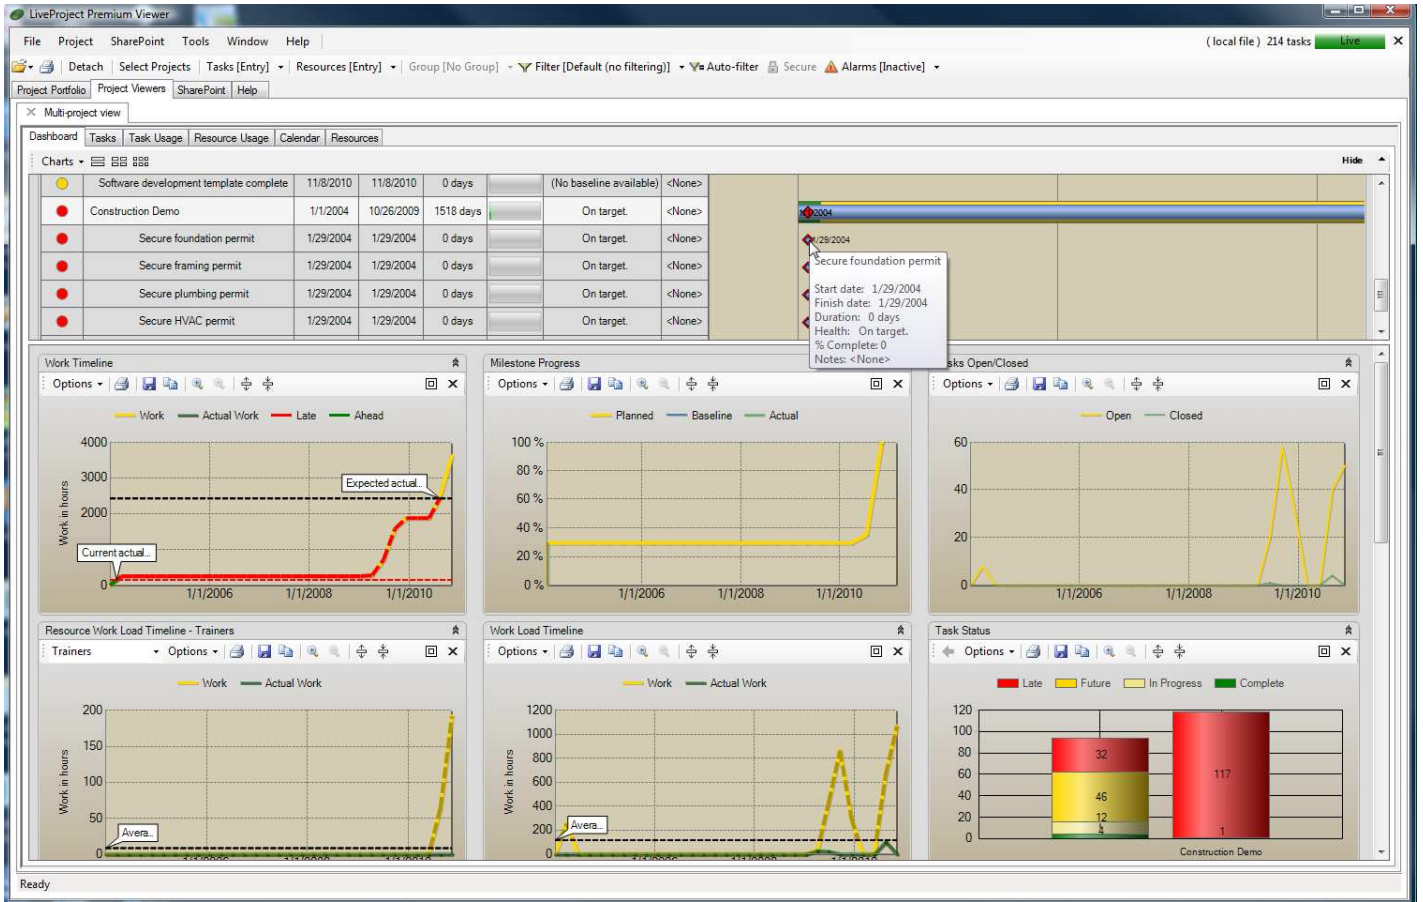 LiveProject Premium Viewer
File Project SharePoint Tools Window Help
( local file ) 214 tasks Live
Detach Select Projects Tasks [Entry] Resources [Entry] Group [No Group] Filter [Default (no filtering)] Auto-filter Secure Alarms [Inactive]
Project Portfolio Project Viewers SharePoint Help
Multi-project view
Dashboard Tasks Task Usage Resource Usage Calendar Resources
Charts Hide
Software development template complete 11/8/2010 11/8/2010 0 days (No baseline available) <None>
Construction Demo 1/1/2004 10/26/2009 1518 days On target. <None>
Secure foundation permit 1/29/2004 1/29/2004 0 days On target. <None> 1/29/2004
Secure framing permit 1/29/2004 1/29/2004 0 days On target. <None>
Secure plumbing permit 1/29/2004 1/29/2004 0 days On target. <None>
Secure HVAC permit 1/29/2004 1/29/2004 0 days On target. <None>
Secure foundation permit
Start date: 1/29/2004
Finish date: 1/29/2004
Duration: 0 days
Health: On target.
% Complete: 0
Notes: <None>
Work Timeline
Options
Work Actual Work Late Ahead
4000
3000
2000
0
Work in hours
Expected actual..
Current actual...
1/1/2006 1/1/2008 1/1/2010
Milestone Progress
Options
Planned Baseline Actual
100 %
80 %
60 %
40 %
20 %
0 %
1/1/2006 1/1/2008 1/1/2010
Open/Closed
Options
Open Closed
60
40
20
0
1/1/2006 1/1/2008 1/1/2010
Resource Work Load Timeline - Trainers
Trainers Options
Work Actual Work
200
150
100
50
0
Work in hours
Avera..
Work Load Timeline
Options
Work Actual Work
1200
1000
800
600
400
200
0
Work in hours
Avera..
Task Status
Options
Late Future In Progress Complete
120
100
80
60
40
20
0
32
46
12
4
117
1
Construction Demo
Ready